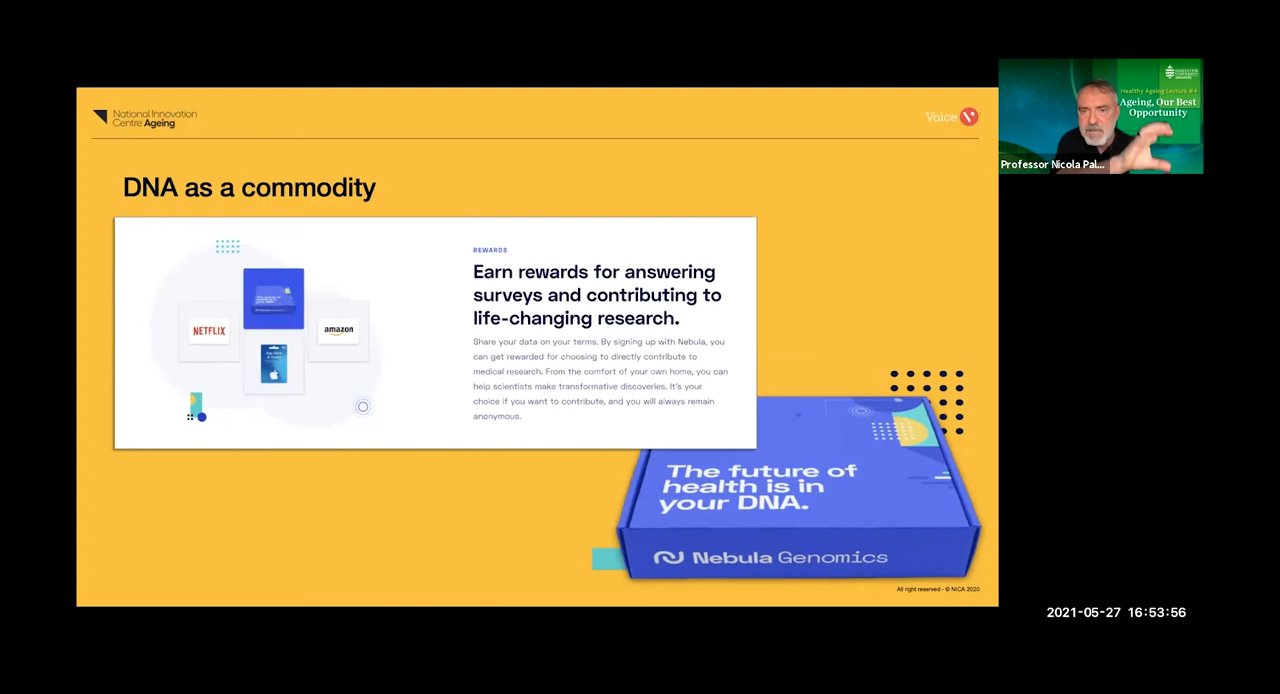 National Innovation
Centre Ageing
Voice
DNA as a commodity
NETFLIX
amazon
REWARDS
Earn rewards for answering
surveys and contributing to
life-changing research.
Share your data on your terms. By signing up with Nebula, you
can get rewarded for choosing to directly contribute to
medical research. From the comfort of your own home, you can
help scientists make transformative discoveries. It's your
choice if you want to contribute, and you will always remain
anonymous.
The future of
health is in
your DNA.
Nebula Genomics
All right reserved - © NICA 2020
JAMES COOK
UNIVERSITY
SINGAPORE
Healthy Ageing Lecture #4
Ageing, Our Best
Opportunity
Professor Nicola Pal...
2021-05-27 16:53:56